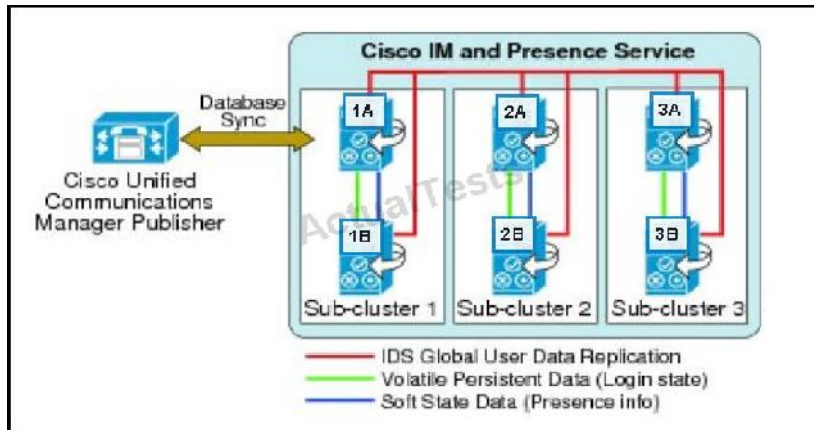 Cisco IM and Presence Service
Database
Sync
Cisco Unified
Communications
Manager Publisher
1A
2A
3A
ActualTests
1B
2B
3B
Sub-cluster 1
Sub-cluster 2
Sub-cluster 3
IDS Global User Data Replication
Volatile Persistent Data (Login state)
Soft State Data (Presence info)